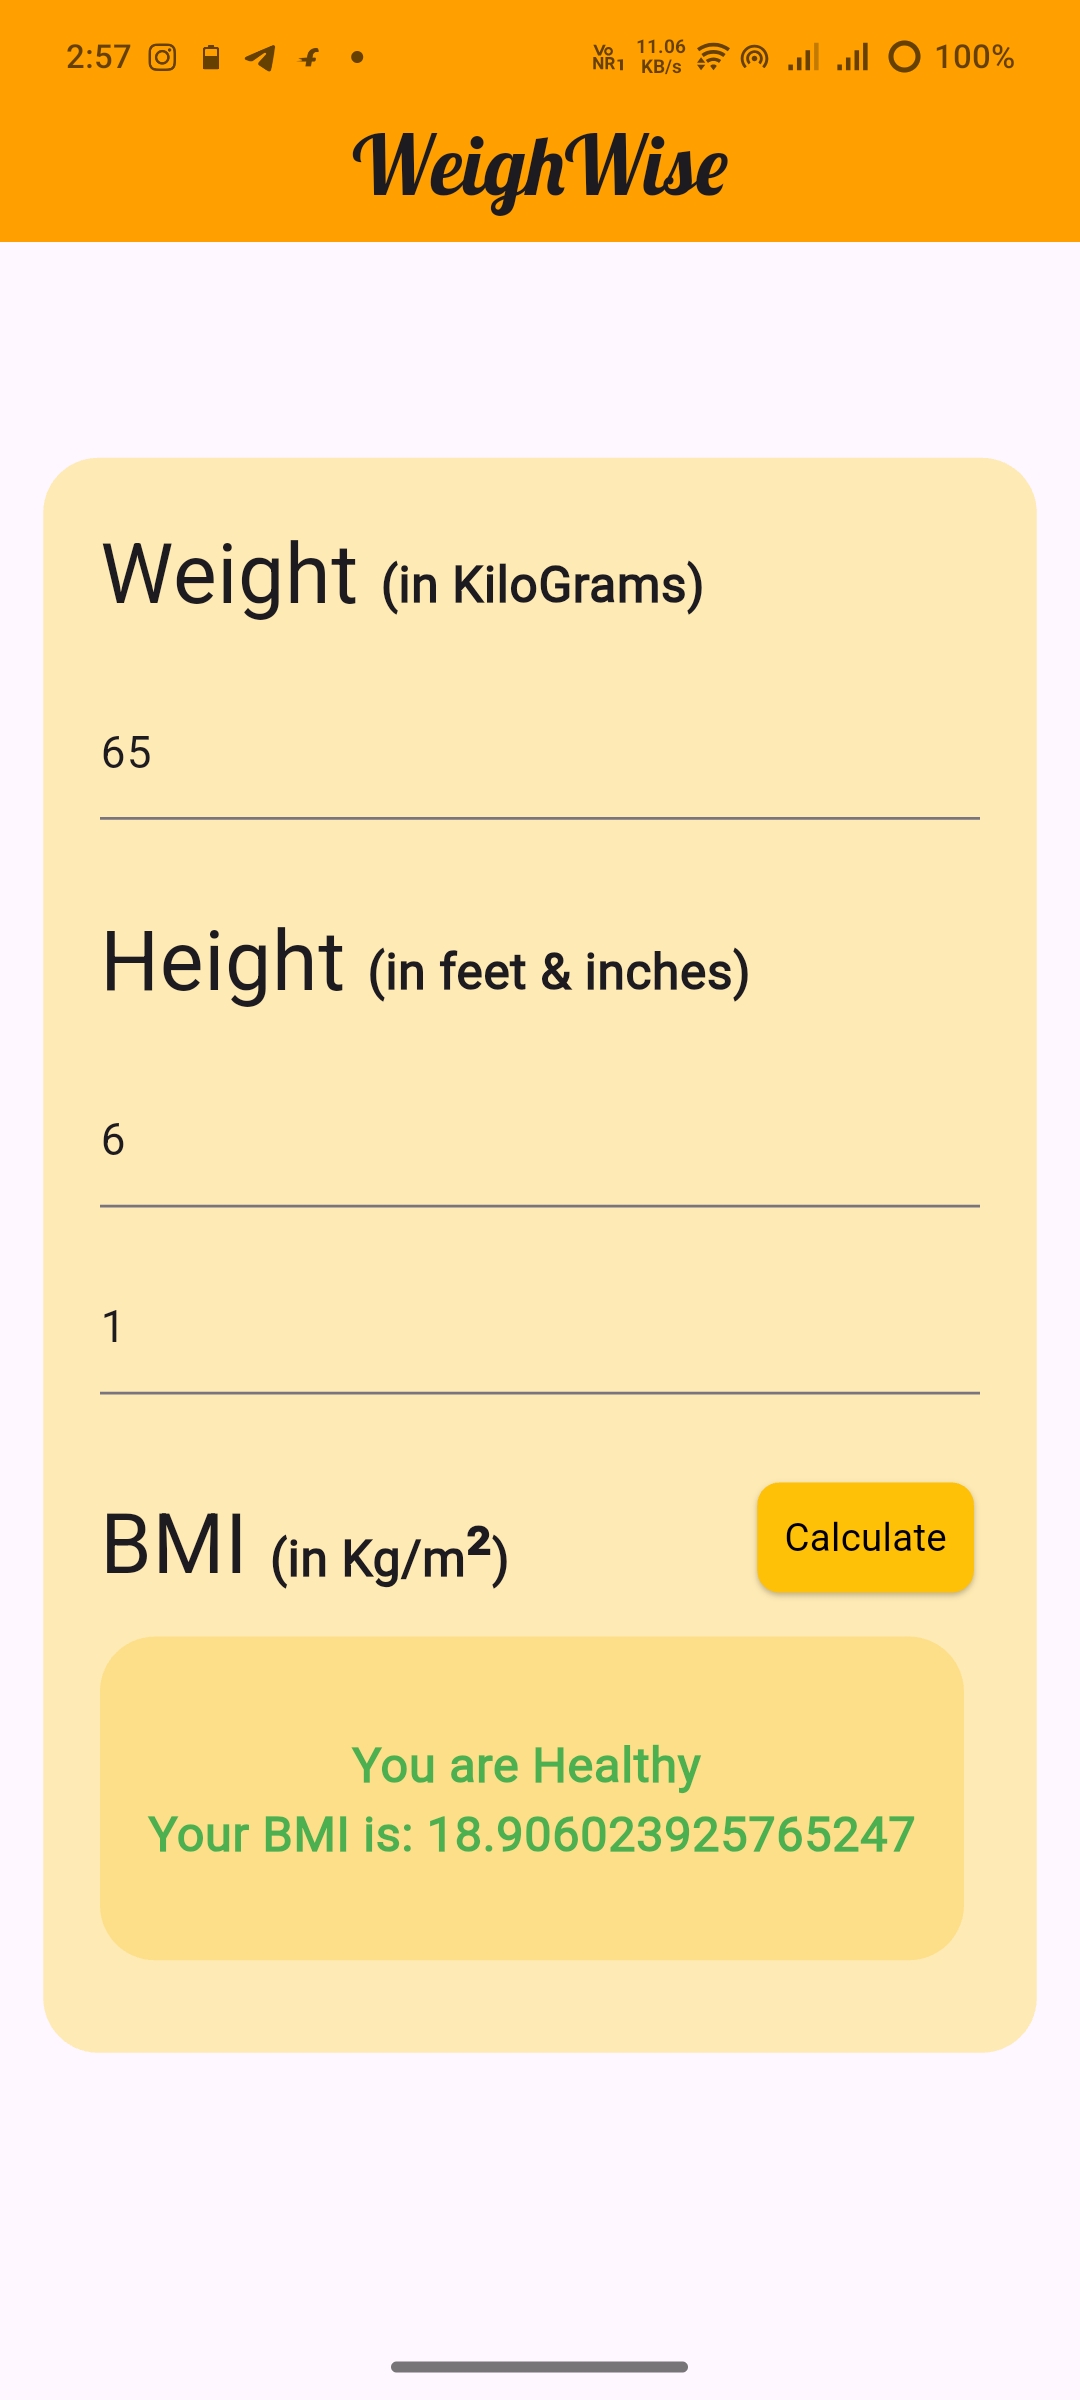 2:57 Vo NR1 11.06 KB/s 100%
WeighWise
Weight (in KiloGrams)
65
Height (in feet & inches)
6
1
BMI (in Kg/m²)
Calculate
You are Healthy
Your BMI is: 18.906023925765247